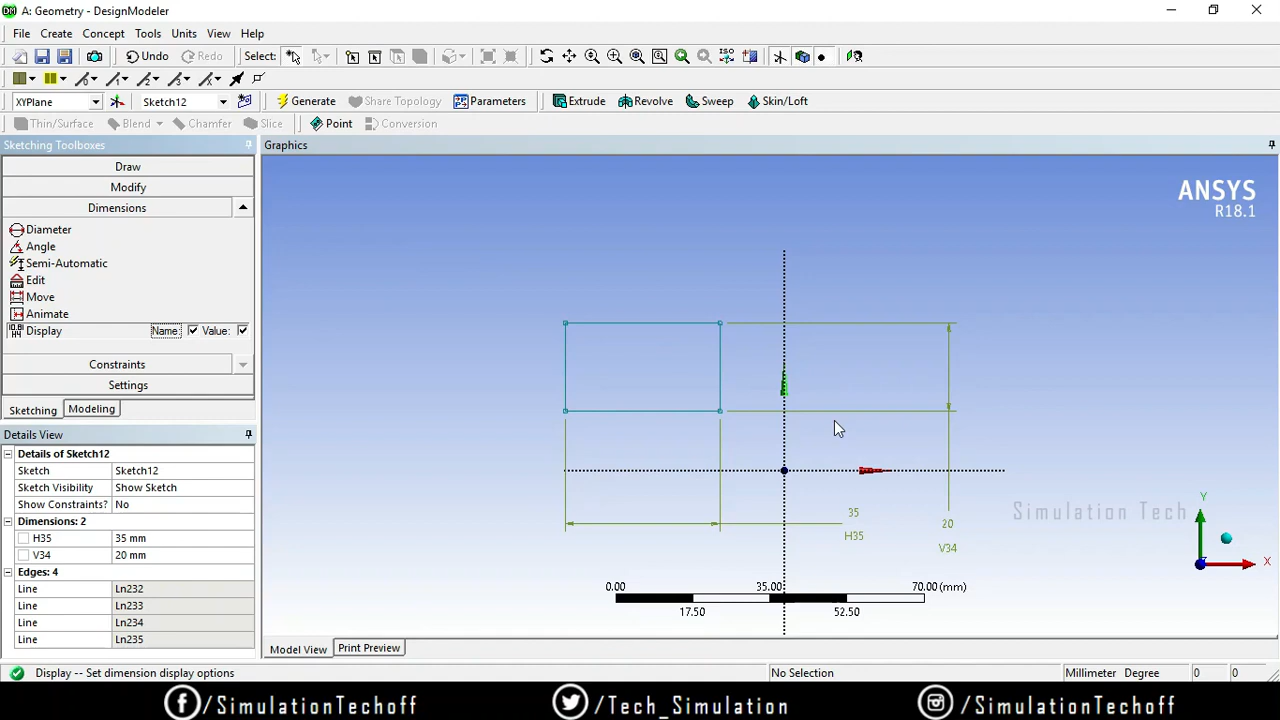 A: Geometry - DesignModeler
File Create Concept Tools Units View Help
Undo Redo Select: ISO
XYPlane Sketch12 Generate Share Topology Parameters Extrude Revolve Sweep Skin/Loft
Thin/Surface Blend Chamfer Slice Point Conversion
Sketching Toolboxes
Draw
Modify
Dimensions
Diameter
Angle
Semi-Automatic
Edit
Move
Animate
Display Name: Value:
Constraints
Settings
Sketching Modeling
Details View
Details of Sketch12
Sketch Sketch12
Sketch Visibility Show Sketch
Show Constraints? No
Dimensions: 2
H35 35 mm
V34 20 mm
Edges: 4
Line Ln232
Line Ln233
Line Ln234
Line Ln235
Graphics
ANSYS
R18.1
35
H35
20
V34
Simulation Tech
Y
X
0.00 35.00 70.00 (mm)
17.50 52.50
Model View Print Preview
Display -- Set dimension display options No Selection Millimeter Degree 0 0
/SimulationTechoff /Tech_Simulation /SimulationTechoff